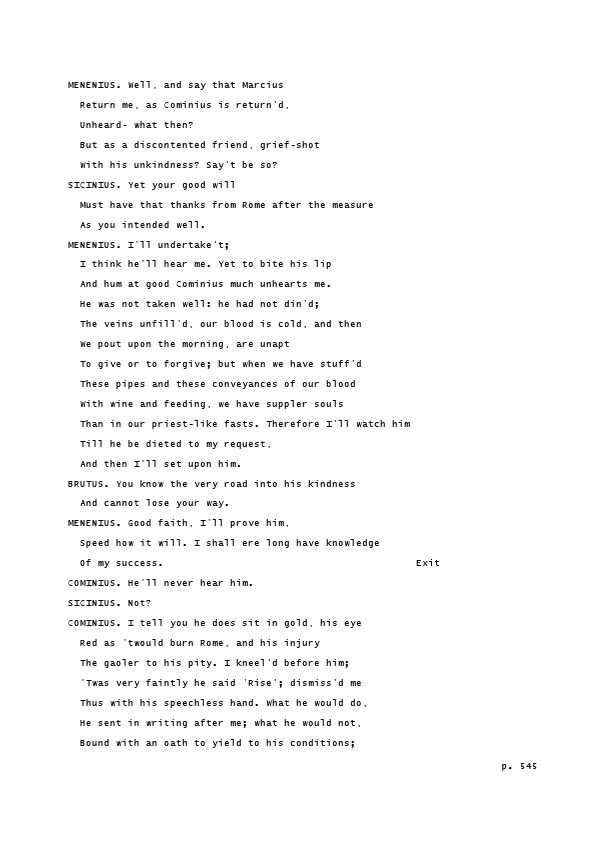 MENENIUS. Well, and say that Marcius
Return me, as Cominius is return'd,
Unheard- what then?
But as a discontented friend, grief-shot
With his unkindness? Say't be so?
SICINIUS. Yet your good will
Must have that thanks from Rome after the measure
As you intended well.
MENENIUS. I'll undertake't;
I think he'll hear me. Yet to bite his lip
And hum at good Cominius much unhearts me.
He was not taken well: he had not din'd;
The veins unfill'd, our blood is cold, and then
We pout upon the morning, are unapt
To give or to forgive; but when we have stuff'd
These pipes and these conveyances of our blood
With wine and feeding, we have suppler souls
Than in our priest-like fasts. Therefore I'll watch him
Till he be dieted to my request,
And then I'll set upon him.
BRUTUS. You know the very road into his kindness
And cannot lose your way.
MENENIUS. Good faith, I'll prove him,
Speed how it will. I shall ere long have knowledge
Of my success. Exit
COMINIUS. He'll never hear him.
SICINIUS. Not?
COMINIUS. I tell you he does sit in gold, his eye
Red as 'twould burn Rome, and his injury
The gaoler to his pity. I kneel'd before him;
'Twas very faintly he said 'Rise'; dismiss'd me
Thus with his speechless hand. What he would do,
He sent in writing after me; what he would not,
Bound with an oath to yield to his conditions;
p. 545